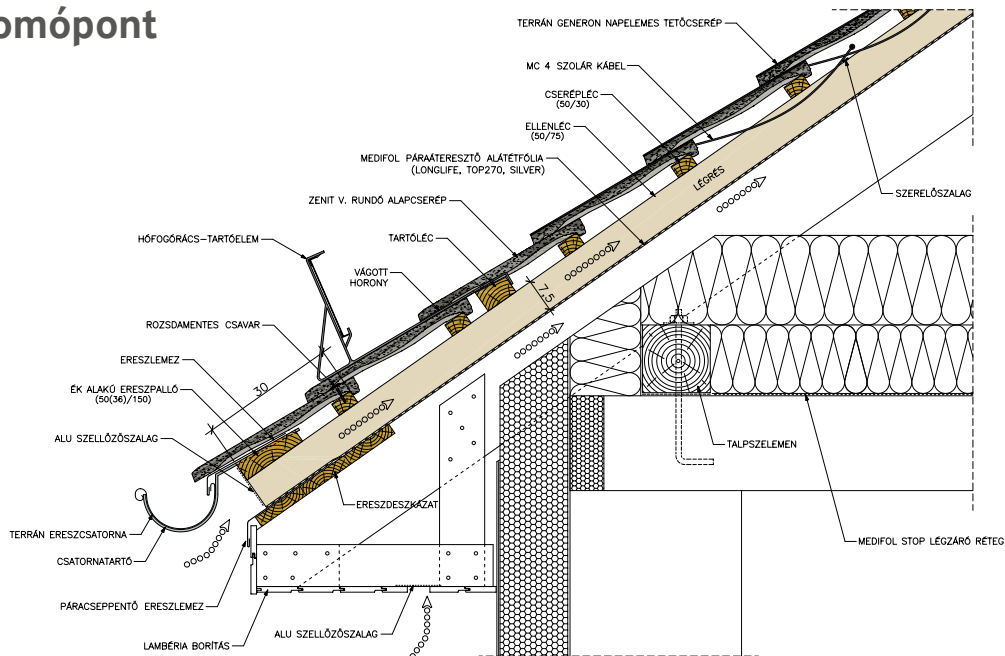 omópont
TERRÁN GENERON NAPELEMES TETŐCSERÉP
MC 4 SZOLÁR KÁBEL
CSERÉPLÉC
(50/30)
ELLENLÉC
(50/75)
MEDIFOL PÁRAÁTERESZTŐ ALÁTÉTFÓLIA
(LONGLIFE, TOP270, SILVER)
LÉGRÉS
SZERELŐSZALAG
ZENIT V. RUNDÓ ALAPCSERÉP
HÓFOGÓRÁCS-TARTÓELEM
TARTÓLÉC
VÁGOTT
HORONY
7,5
ROZSDAMENTES CSAVAR
ERESZLEMEZ
30
ÉK ALAKÚ ERESZPALLÓ
(50(36)/150)
ALU SZELLŐZŐSZALAG
TALPSZELEMEN
ERESZDESZKÁZAT
TERRÁN ERESZCSATORNA
MEDIFOL STOP LÉGZÁRÓ RÉTEG
CSATORNATARTÓ
PÁRACSEPPENTŐ ERESZLEMEZ
ALU SZELLŐZŐSZALAG
LAMBÉRIA BORÍTÁS